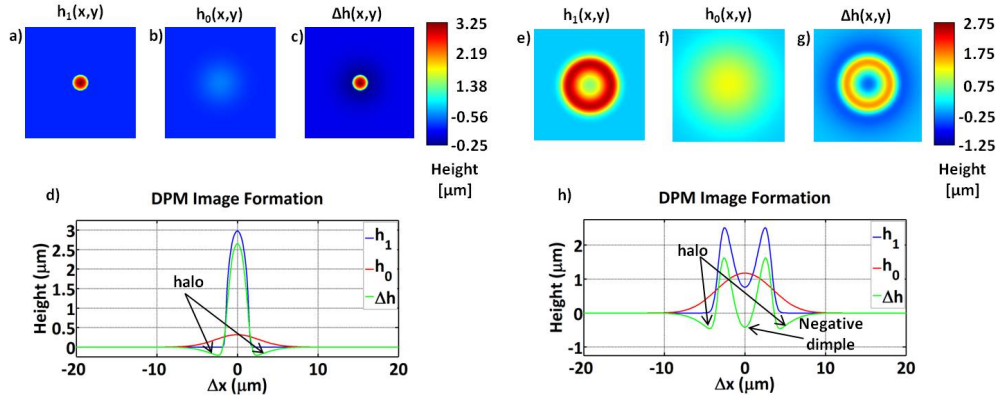 h₁(x,y)
h₀(x,y)
Δh(x,y)
a)
b)
c)
3.25
2.19
1.38
-0.56
-0.25
Height
[μm]
d)
DPM Image Formation
Height (μm)
3
2.5
2
1.5
1
0.5
0
halo
h₁
h₀
Δh
-20
-10
0
10
20
Δx (μm)
h₁(x,y)
h₀(x,y)
Δh(x,y)
e)
f)
g)
2.75
1.75
0.75
-0.25
-1.25
Height
[μm]
h)
DPM Image Formation
Height (μm)
2
1
0
-1
halo
Negative
dimple
h₁
h₀
Δh
-20
-10
0
10
20
Δx (μm)